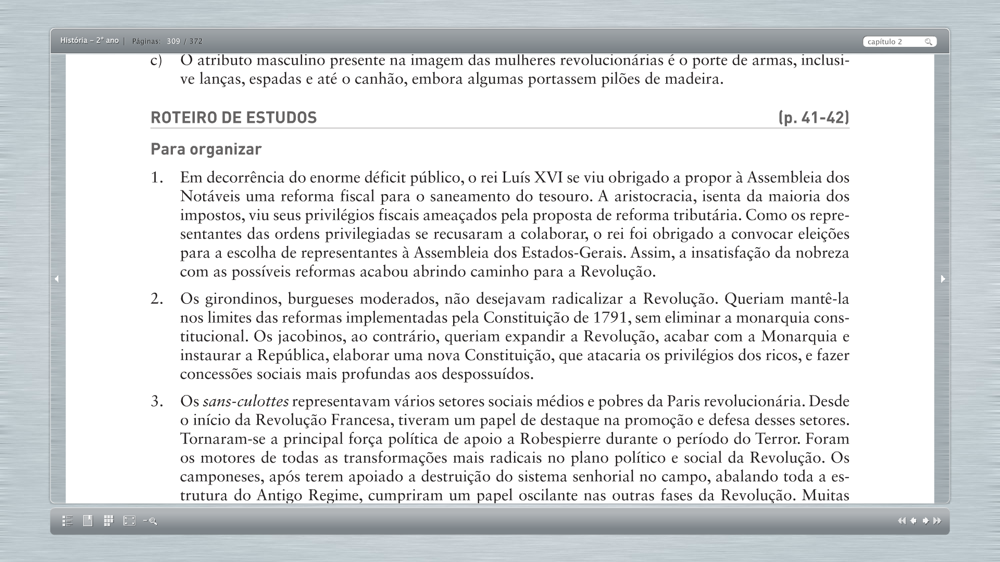 História – 2º ano | Páginas: 309 / 372
capítulo 2
c) O atributo masculino presente na imagem das mulheres revolucionárias é o porte de armas, inclusi-
ve lanças, espadas e até o canhão, embora algumas portassem pilões de madeira.
ROTEIRO DE ESTUDOS (p. 41-42)
Para organizar
1. Em decorrência do enorme déficit público, o rei Luís XVI se viu obrigado a propor à Assembleia dos
Notáveis uma reforma fiscal para o saneamento do tesouro. A aristocracia, isenta da maioria dos
impostos, viu seus privilégios fiscais ameaçados pela proposta de reforma tributária. Como os repre-
sentantes das ordens privilegiadas se recusaram a colaborar, o rei foi obrigado a convocar eleições
para a escolha de representantes à Assembleia dos Estados-Gerais. Assim, a insatisfação da nobreza
com as possíveis reformas acabou abrindo caminho para a Revolução.
2. Os girondinos, burgueses moderados, não desejavam radicalizar a Revolução. Queriam mantê-la
nos limites das reformas implementadas pela Constituição de 1791, sem eliminar a monarquia cons-
titucional. Os jacobinos, ao contrário, queriam expandir a Revolução, acabar com a Monarquia e
instaurar a República, elaborar uma nova Constituição, que atacaria os privilégios dos ricos, e fazer
concessões sociais mais profundas aos despossuídos.
3. Os sans-culottes representavam vários setores sociais médios e pobres da Paris revolucionária. Desde
o início da Revolução Francesa, tiveram um papel de destaque na promoção e defesa desses setores.
Tornaram-se a principal força política de apoio a Robespierre durante o período do Terror. Foram
os motores de todas as transformações mais radicais no plano político e social da Revolução. Os
camponeses, após terem apoiado a destruição do sistema senhorial no campo, abalando toda a es-
trutura do Antigo Regime, cumpriram um papel oscilante nas outras fases da Revolução. Muitas